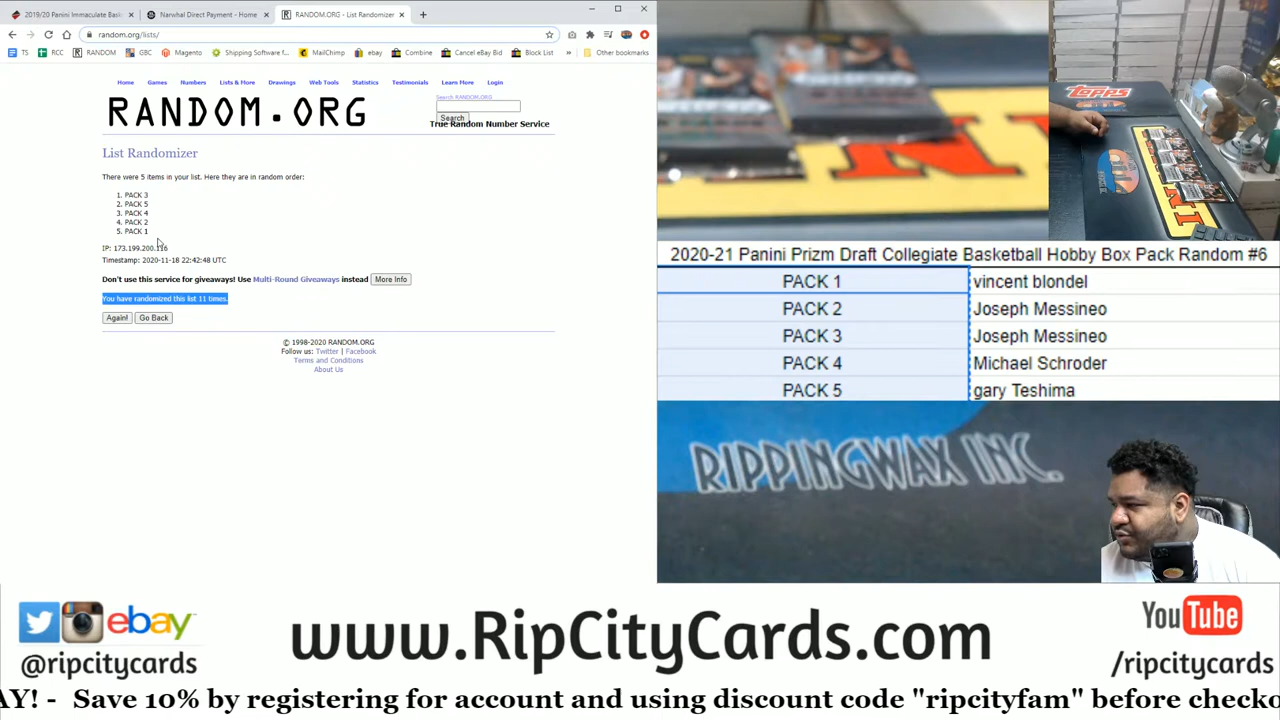 2019/20 Panini Immaculate Bask
Narwhal Direct Payment - Home
RANDOM.ORG - List Randomizer
random.org/lists/
TS
RCC
RANDOM
GBC
Magento
Shipping Software f
MailChimp
ebay
Combine
Cancel eBay Bid
Block List
»
Other bookmarks
Home
Games
Numbers
Lists & More
Drawings
Web Tools
Statistics
Testimonials
Learn More
Login
Search RANDOM.ORG
Search
RANDOM.ORG
True Random Number Service
List Randomizer
There were 5 items in your list. Here they are in random order:
1. PACK 3
2. PACK 5
3. PACK 4
4. PACK 2
5. PACK 1
IP: 173.199.200.116
Timestamp: 2020-11-18 22:42:48 UTC
Don't use this service for giveaways! Use Multi-Round Giveaways instead
More Info
You have randomized this list 11 times.
Again!
Go Back
© 1998-2020 RANDOM.ORG
Follow us: Twitter | Facebook
Terms and Conditions
About Us
TOPPS
2020-21 Panini Prizm Draft Collegiate Basketball Hobby Box Pack Random #6
PACK 1 vincent blondel
PACK 2 Joseph Messineo
PACK 3 Joseph Messineo
PACK 4 Michael Schroder
PACK 5 gary Teshima
RIPPINGWAX INC.
ebay
@ripcitycards
www.RipCityCards.com
YouTube
/ripcitycards
AY! - Save 10% by registering for account and using discount code "ripcityfam" before checko